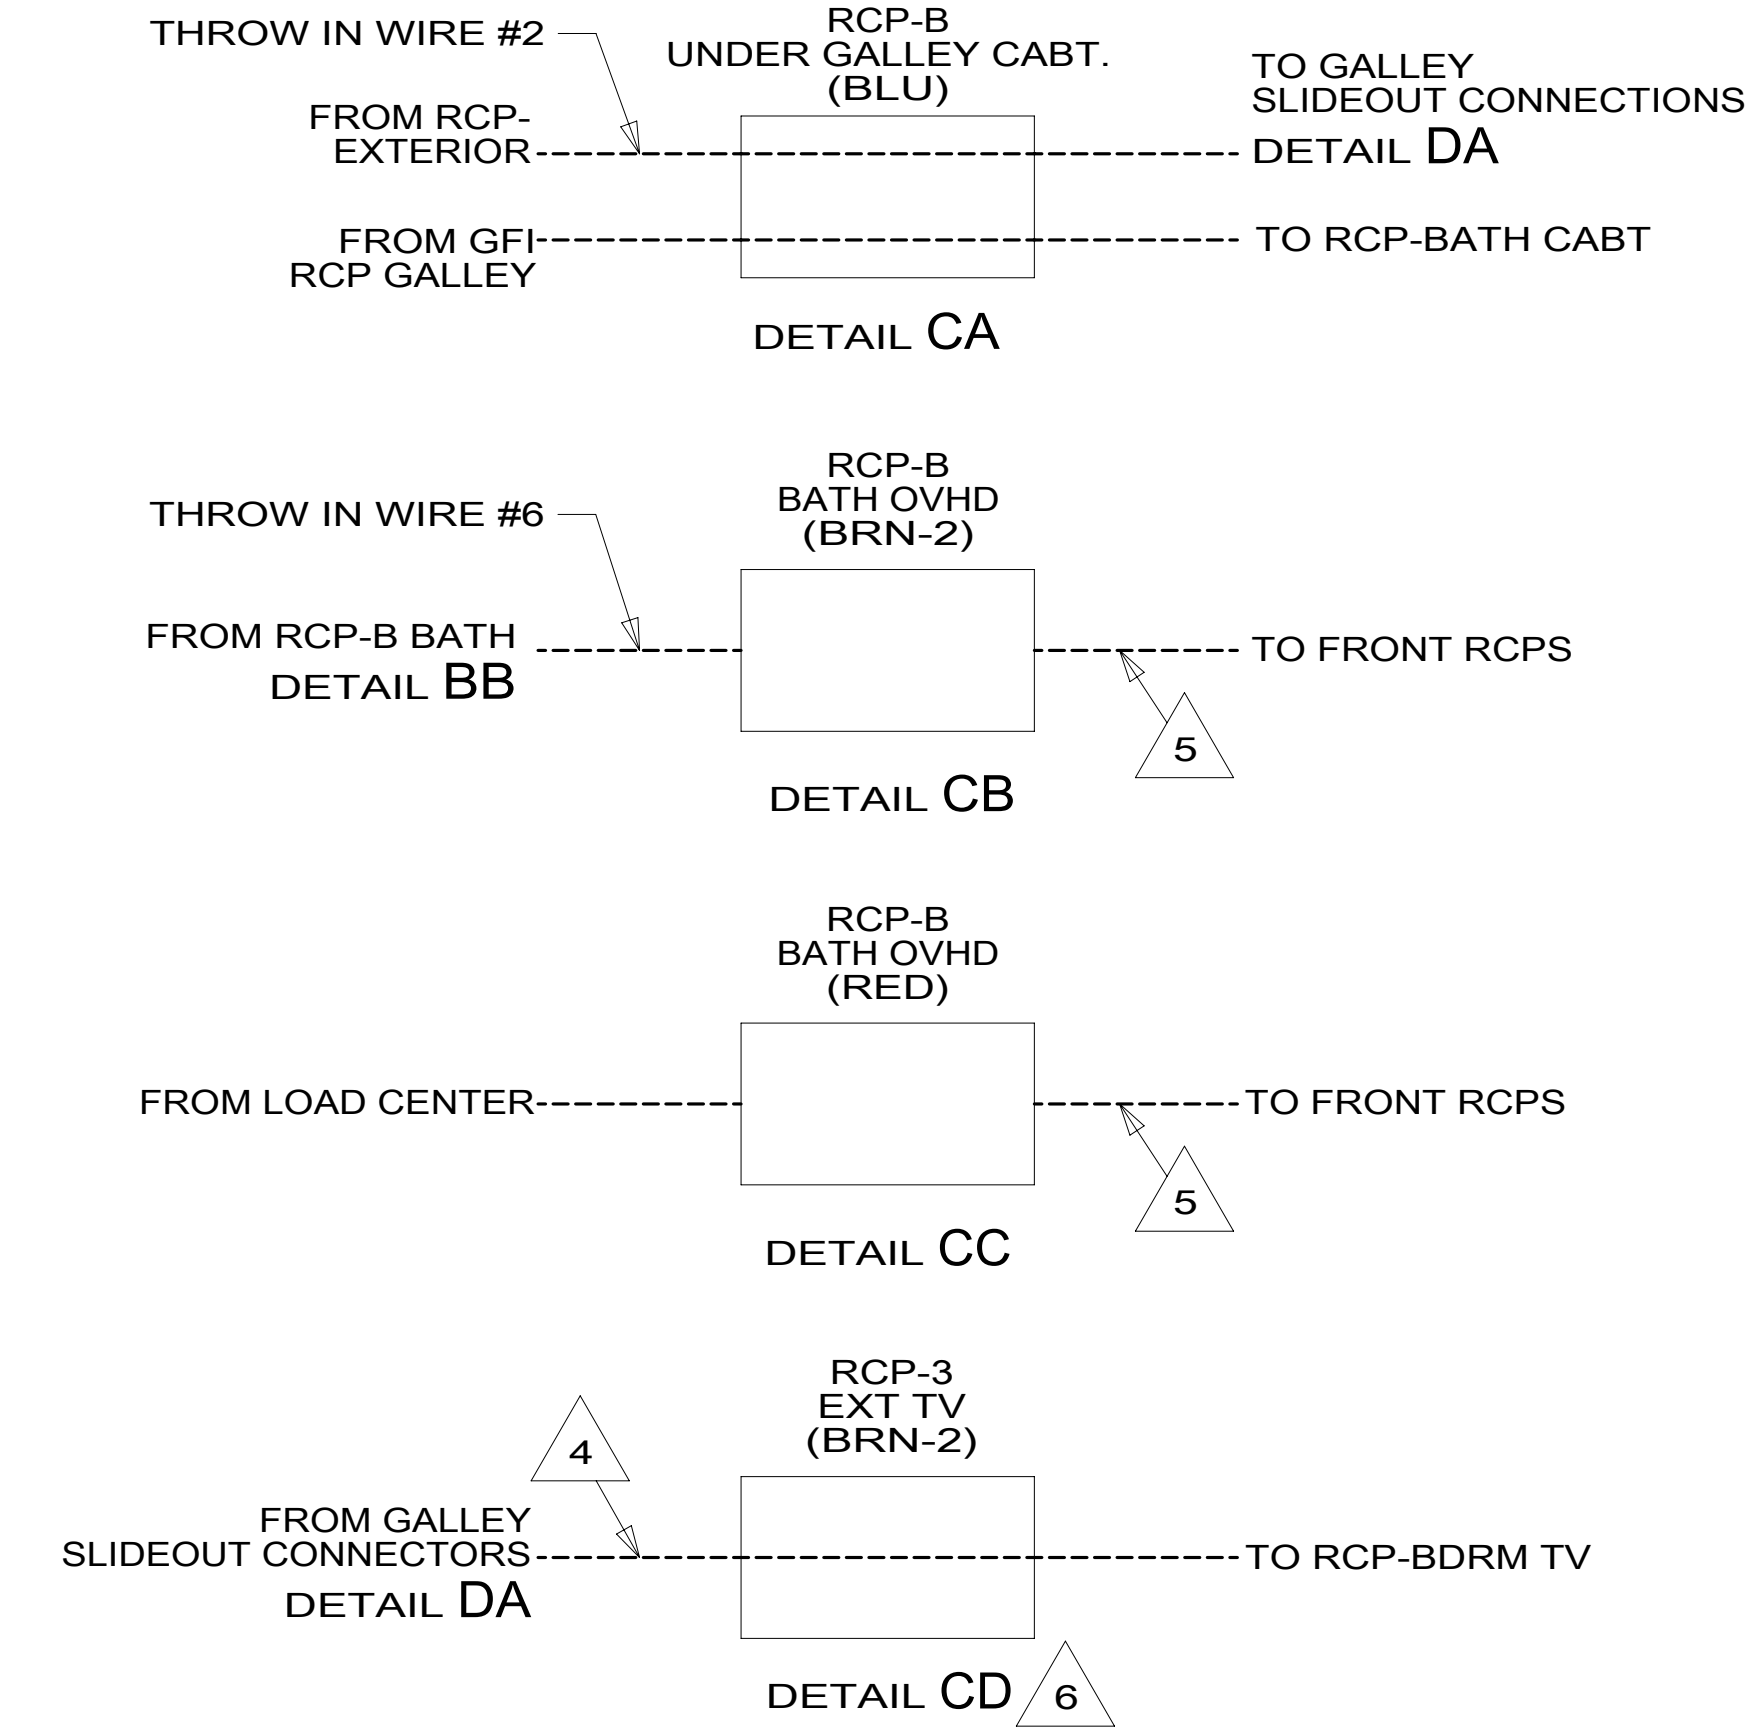 THROW IN WIRE #2
RCP-B
UNDER GALLEY CABT.
(BLU)
FROM RCP-
EXTERIOR
TO GALLEY
SLIDEOUT CONNECTIONS
DETAIL DA
FROM GFI
RCP GALLEY
TO RCP-BATH CABT
DETAIL CA
THROW IN WIRE #6
RCP-B
BATH OVHD
(BRN-2)
FROM RCP-B BATH
DETAIL BB
TO FRONT RCPS
5
DETAIL CB
RCP-B
BATH OVHD
(RED)
FROM LOAD CENTER
TO FRONT RCPS
5
DETAIL CC
RCP-3
EXT TV
(BRN-2)
4
FROM GALLEY
SLIDEOUT CONNECTORS
DETAIL DA
TO RCP-BDRM TV
DETAIL CD
6